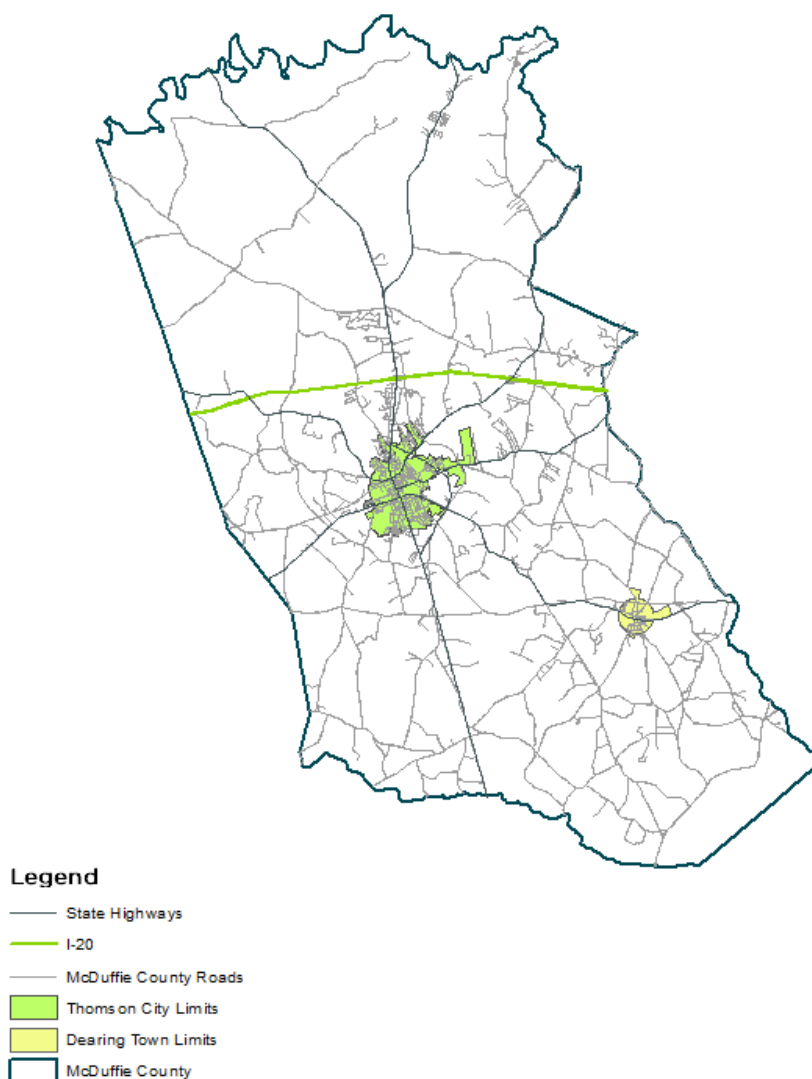 Legend
State Highways
I-20
McDuffie County Roads
Thomson City Limits
Dearing Town Limits
McDuffie County